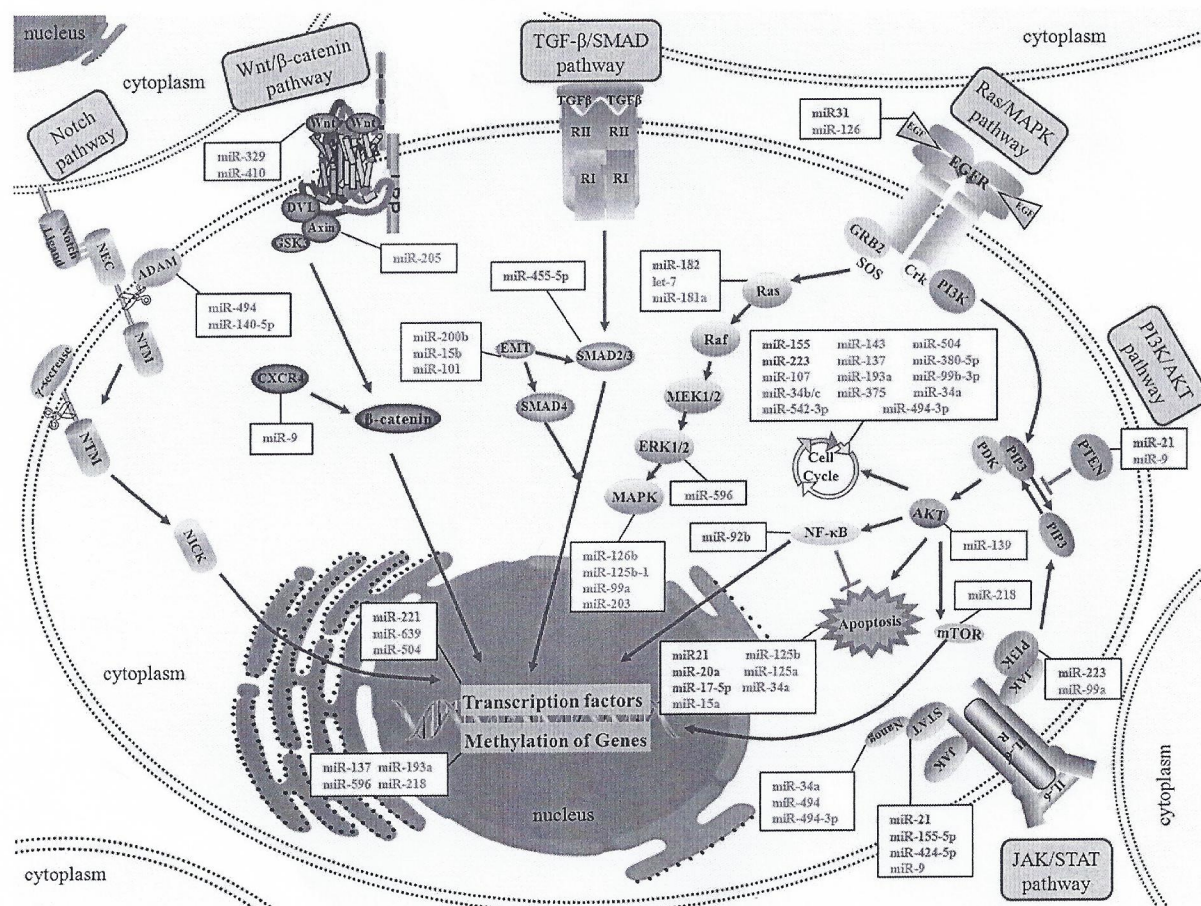 nucleus
cytoplasm
Wnt/β-catenin
pathway
TGF-β/SMAD
pathway
cytoplasm
Ras/MAPK
pathway
Notch
pathway
miR-329
miR-410
Wnt
Wnt
DVL
Axin
GSK3
miR-205
TGFβ
TGFβ
RII
RII
RI
RI
miR31
miR-126
EGF
EGFR
EGF
GRB2
SOS
Crk
PI3K
Notch
Ligand
NEC
ADAM
NTM
miR-494
miR-140-5p
γ-secrease
NTM
NICK
CXCR4
miR-9
β-catenin
miR-455-5p
miR-200b
miR-15b
miR-101
EMT
SMAD2/3
SMAD4
miR-182
let-7
miR-181a
Ras
Raf
MEK1/2
ERK1/2
MAPK
miR-596
miR-126b
miR-125b-1
miR-99a
miR-203
miR-155 miR-143 miR-504
miR-223 miR-137 miR-380-5p
miR-107 miR-193a miR-99b-3p
miR-34b/c miR-375 miR-34a
miR-542-3p miR-494-3p
Cell
Cycle
PI3K/AKT
pathway
PDK
PIP3
PTEN
miR-21
miR-9
PIP3
AKT
miR-139
miR-92b
NF-κB
Apoptosis
miR-218
mTOR
miR21 miR-125b
miR-20a miR-125a
miR-17-5p miR-34a
miR-15a
PI3K
JAK
miR-223
miR-99a
Nanog
STAT
JAK
IL-6
R
IL-6
miR-34a
miR-494
miR-494-3p
miR-21
miR-155-5p
miR-424-5p
miR-9
JAK/STAT
pathway
miR-221
miR-639
miR-504
Transcription factors
Methylation of Genes
miR-137 miR-193a
miR-596 miR-218
nucleus
cytoplasm
cytoplasm
cytoplasm